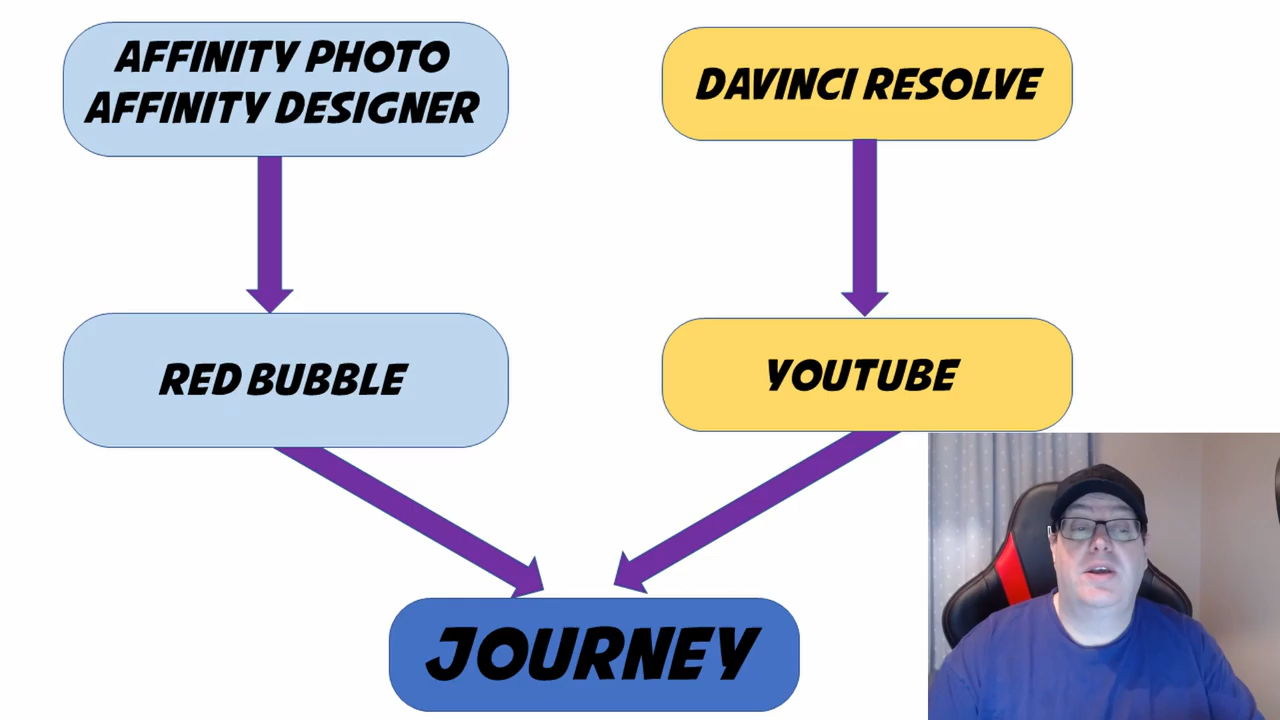 AFFINITY PHOTO
AFFINITY DESIGNER
DAVINCI RESOLVE
RED BUBBLE
YOUTUBE
JOURNEY